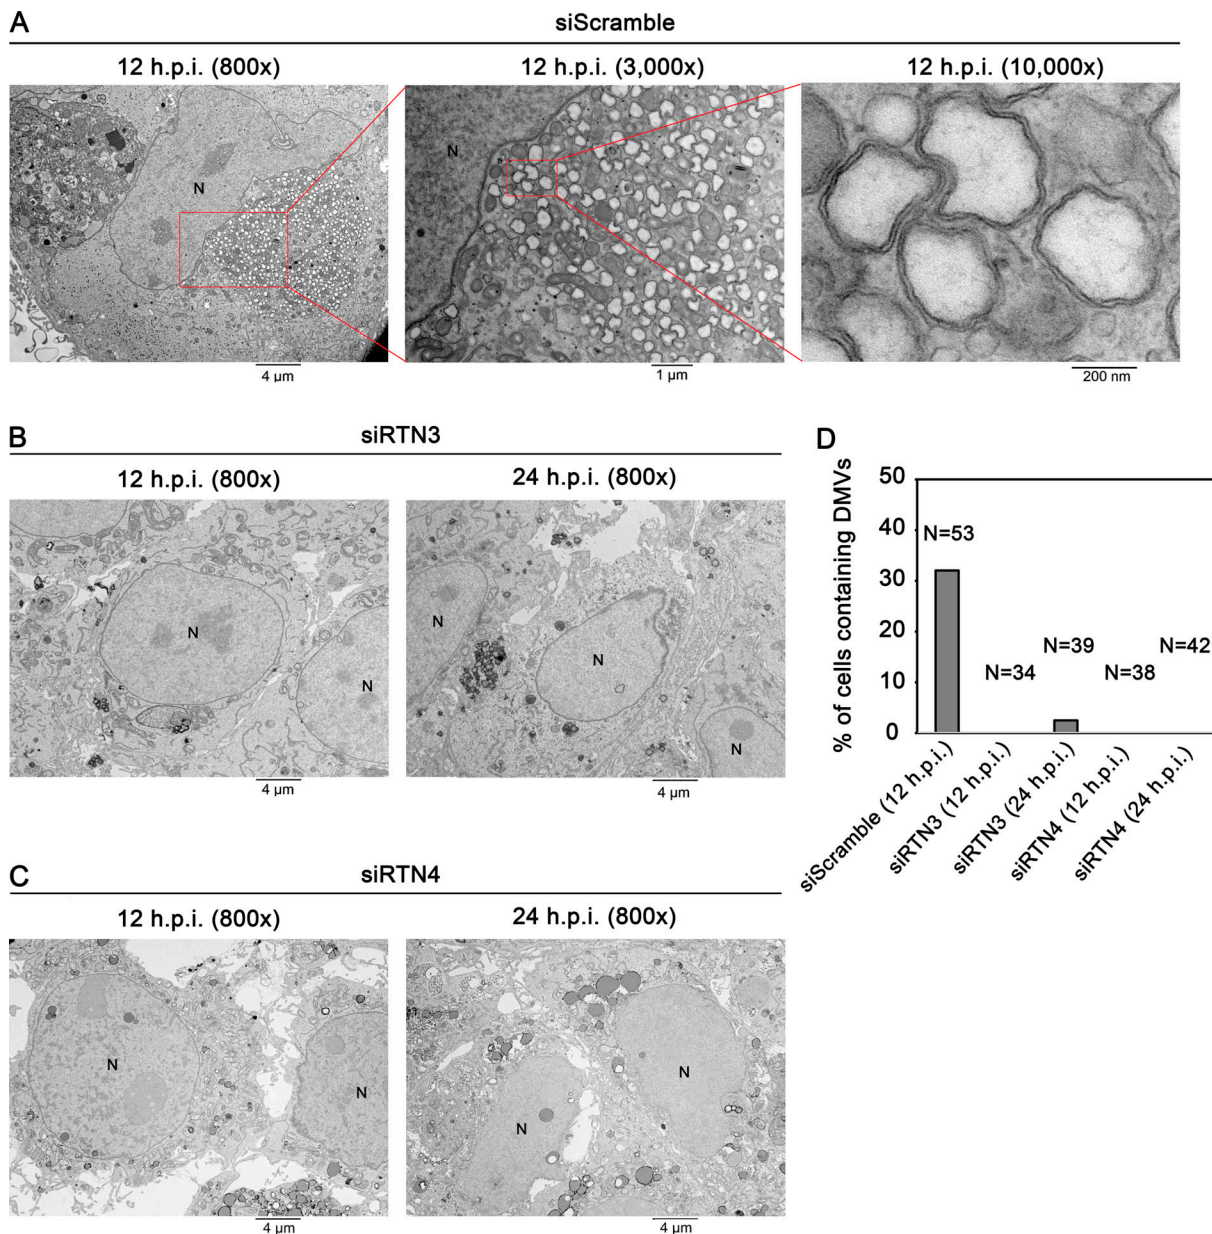 A
siScramble
12 h.p.i. (800x)
12 h.p.i. (3,000x)
12 h.p.i. (10,000x)
N
N
4 µm
1 µm
200 nm
B
siRTN3
12 h.p.i. (800x)
24 h.p.i. (800x)
N
N
N
N
N
4 µm
4 µm
C
siRTN4
12 h.p.i. (800x)
24 h.p.i. (800x)
N
N
N
N
4 µm
4 µm
D
% of cells containing DMVs
50
40
30
20
10
0
N=53
N=34
N=39
N=38
N=42
siScramble (12 h.p.i.)
siRTN3 (12 h.p.i.)
siRTN3 (24 h.p.i.)
siRTN4 (12 h.p.i.)
siRTN4 (24 h.p.i.)